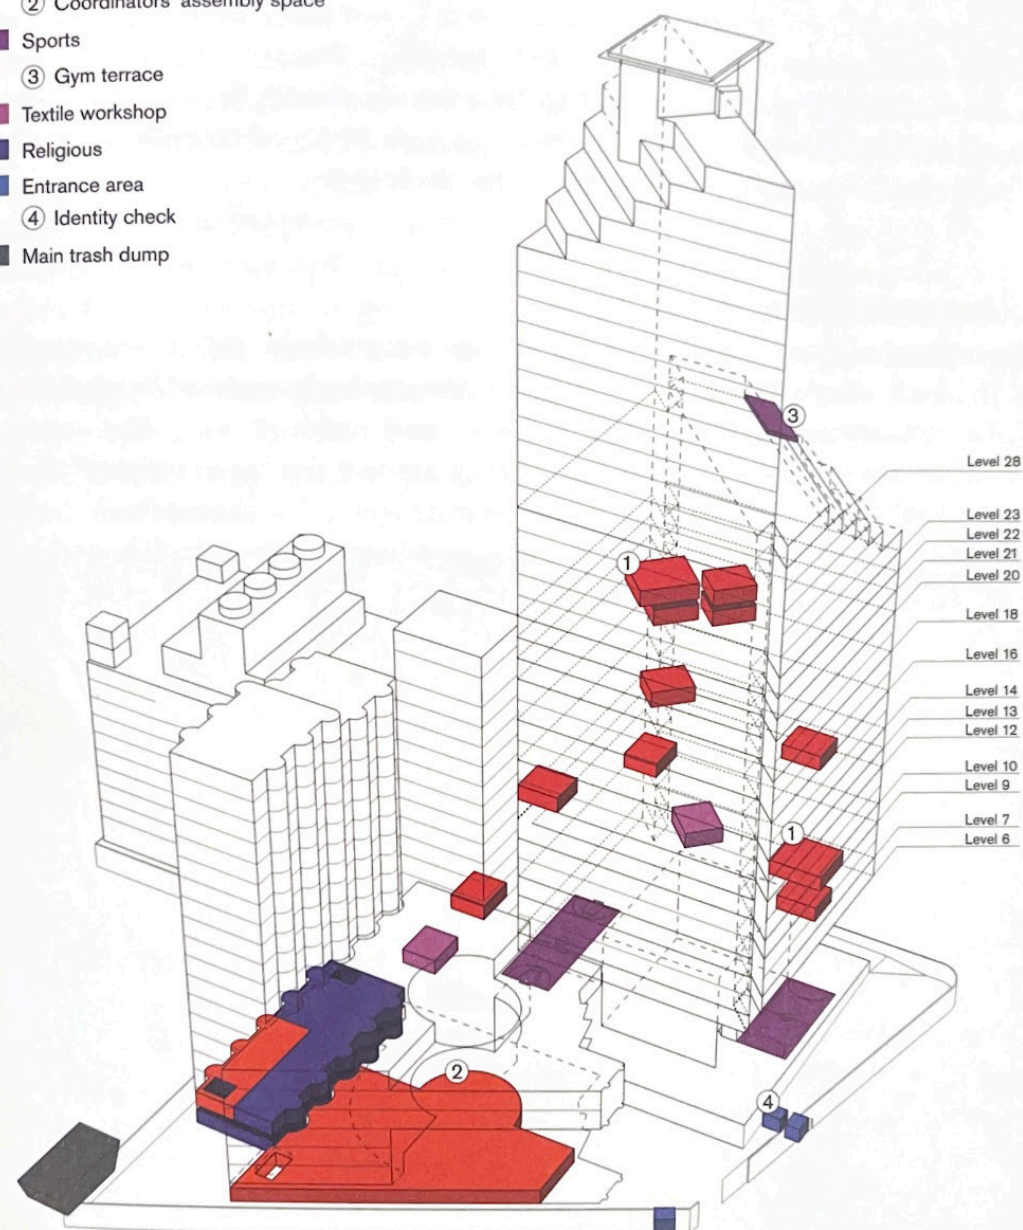 ② Coordinators' assembly space
Sports
③ Gym terrace
Textile workshop
Religious
Entrance area
④ Identity check
Main trash dump
③
Level 28
Level 23
Level 22
Level 21
①
Level 20
Level 18
Level 16
Level 14
Level 13
Level 12
Level 10
Level 9
①
Level 7
Level 6
②
④